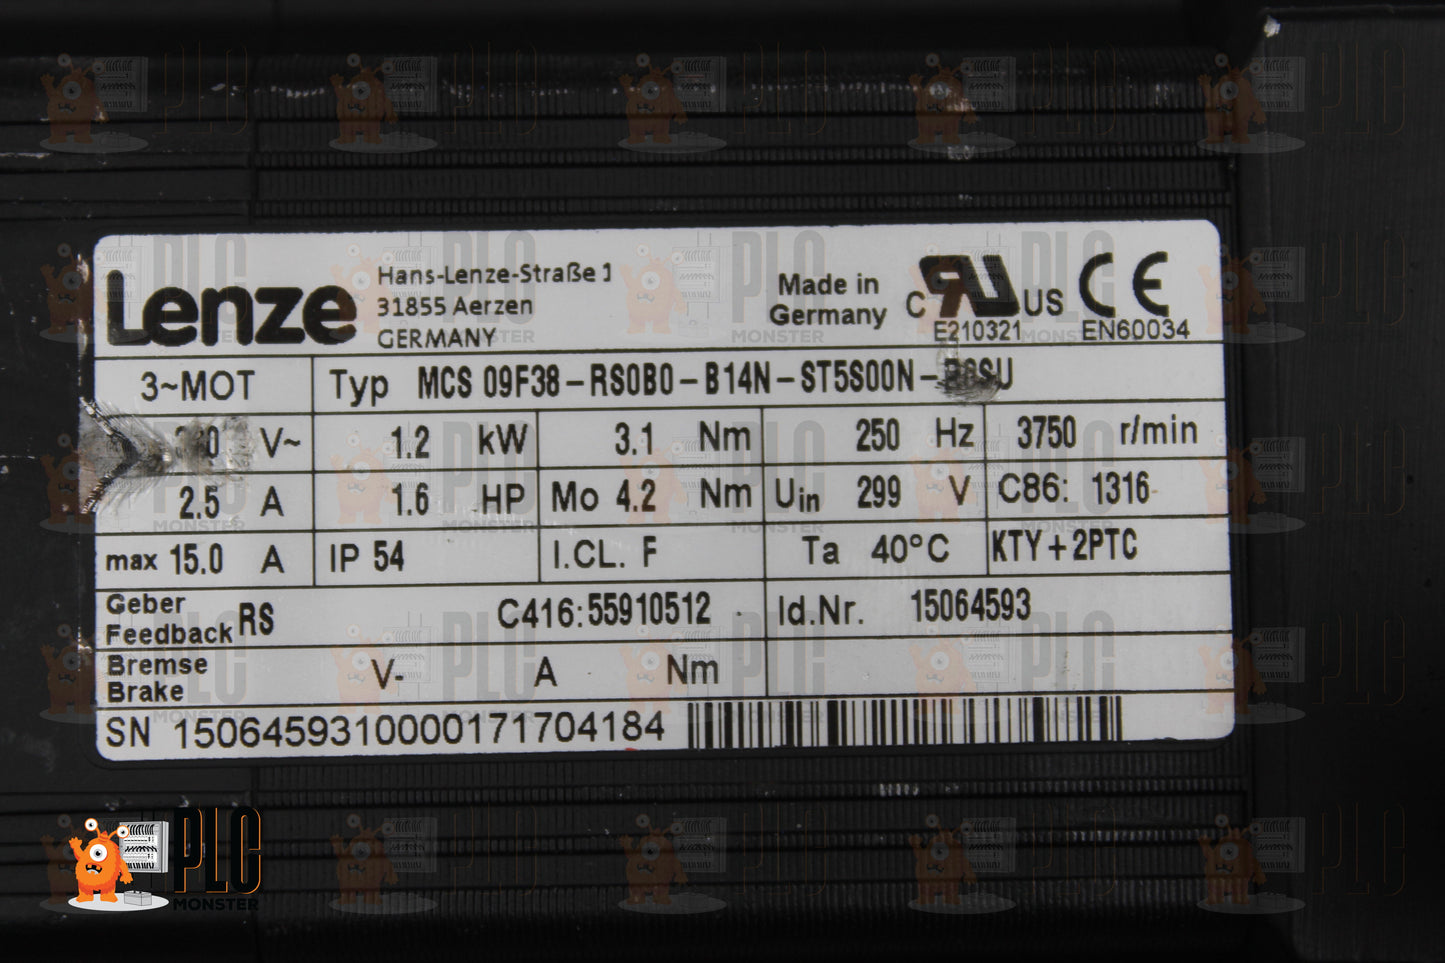 Lenze
Hans-Lenze-Straße 1
31855 Aerzen
GERMANY
Made in
Germany
C RU US CE
E210321 EN60034
3~MOT Typ MCS 09F38-RS0B0-B14N-ST5S00N-
V~ 1.2 kW 3.1 Nm 250 Hz 3750 r/min
2.5 A 1.6 HP Mo 4.2 Nm Uin 299 V C86: 1316
max 15.0 A IP 54 I.CL. F Ta 40°C KTY+2PTC
Geber
Feedback RS C416:55910512 Id.Nr. 15064593
Bremse
Brake V- A Nm
SN 1506459310000171704184
PLC
MONSTER